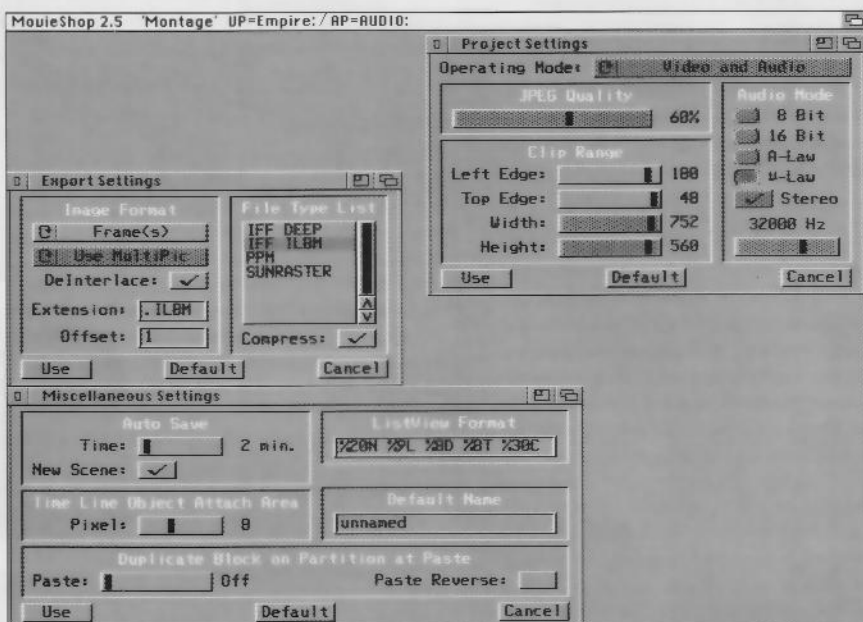 MovieShop 2.5 'Montage' VP=Empire:/ AP=AUDIO:
Project Settings
Operating Mode: Video and Audio
JPEG Quality
60%
Clip Range
Left Edge: 180
Top Edge: 48
Width: 752
Height: 560
Audio Mode
8 Bit
16 Bit
A-Law
µ-Law
Stereo
32000 Hz
Use Default Cancel
Export Settings
Image Format
Frame(s)
Use MultiPic
DeInterlace:
Extension: .ILBM
Offset: 1
File Type List
IFF DEEP
IFF ILBM
PPM
SUNRASTER
Compress:
Use Default Cancel
Miscellaneous Settings
Auto Save
Time: 2 min.
New Scene:
ListView Format
%20N %9L %8D %8T %30C
Time Line Object Attach Area
Pixel: 8
Default Name
unnamed
Duplicate Block on Partition at Paste
Paste: Off
Paste Reverse:
Use Default Cancel